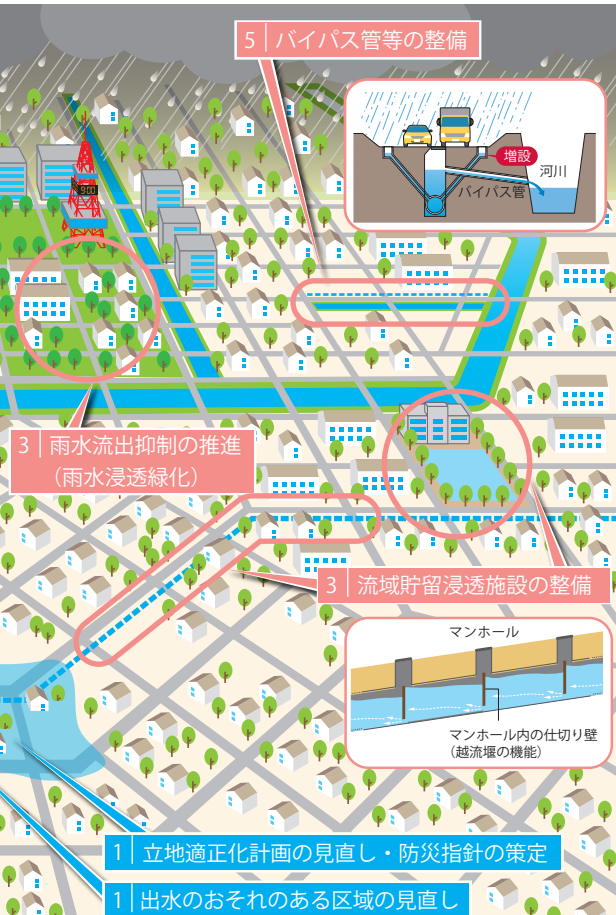 5 バイパス管等の整備
増設
河川
バイパス管
9:00
3 雨水流出抑制の推進
(雨水浸透緑化)
3 流域貯留浸透施設の整備
マンホール
マンホール内の仕切り壁
(越流堰の機能)
1 立地適正化計画の見直し・防災指針の策定
1 出水のおそれのある区域の見直し